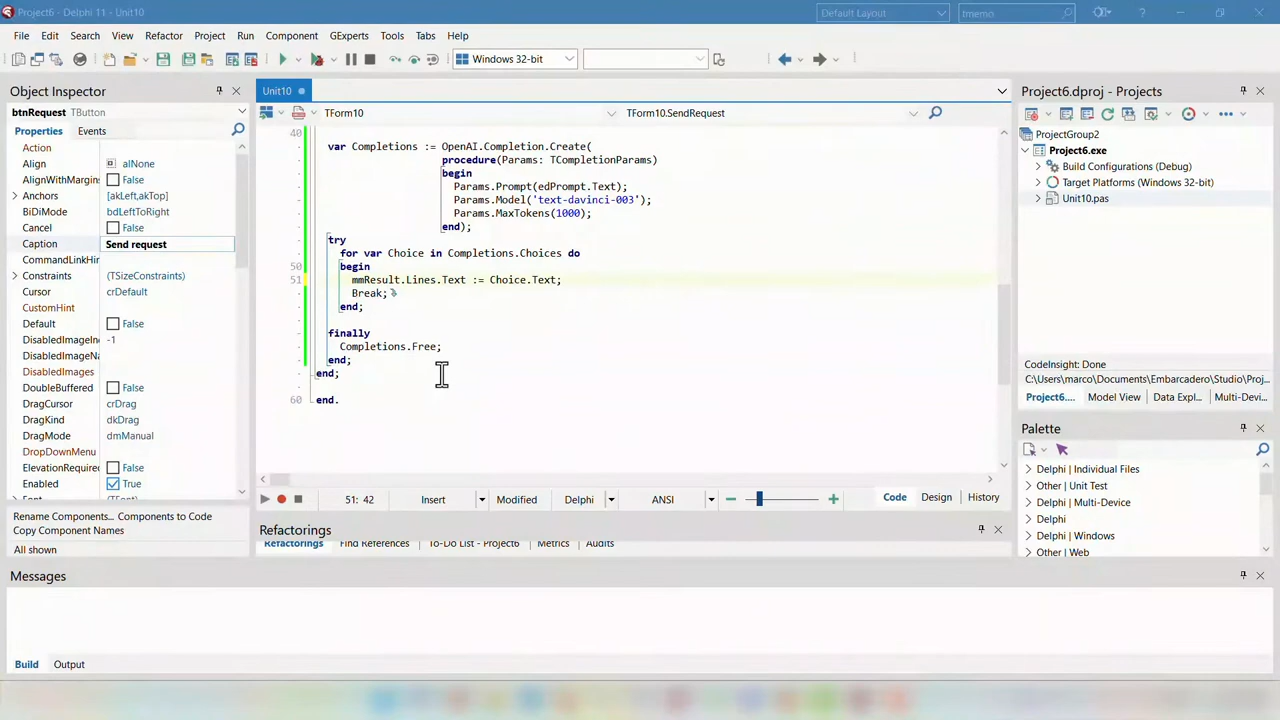 Project6 - Delphi 11 - Unit10
Default Layout
tmemo
File Edit Search View Refactor Project Run Component GExperts Tools Tabs Help
Windows 32-bit
Object Inspector
btnRequest TButton
Properties Events
Action
Align alNone
AlignWithMargins False
Anchors [akLeft,akTop]
BiDiMode bdLeftToRight
Cancel False
Caption Send request
CommandLinkHin
Constraints (TSizeConstraints)
Cursor crDefault
CustomHint
Default False
DisabledImageIn -1
DisabledImageNa
DisabledImages
DoubleBuffered False
DragCursor crDrag
DragKind dkDrag
DragMode dmManual
DropDownMenu
ElevationRequire False
Enabled True
Font (TFont)
Rename Components... Components to Code
Copy Component Names
All shown
Unit10
TForm10 TForm10.SendRequest
40
var Completions := OpenAI.Completion.Create(
procedure(Params: TCompletionParams)
begin
Params.Prompt(edPrompt.Text);
Params.Model('text-davinci-003');
Params.MaxTokens(1000);
end);
try
for var Choice in Completions.Choices do
50 begin
51 mmResult.Lines.Text := Choice.Text;
Break;
end;
finally
Completions.Free;
end;
end;
60 end.
51: 42 Insert Modified Delphi ANSI Code Design History
Refactorings
Refactorings Find References To-Do List - Project6 Metrics Audits
Project6.dproj - Projects
ProjectGroup2
Project6.exe
Build Configurations (Debug)
Target Platforms (Windows 32-bit)
Unit10.pas
CodeInsight: Done
C:\Users\marco\Documents\Embarcadero\Studio\Proj...
Project6.... Model View Data Expl... Multi-Devi...
Palette
Delphi | Individual Files
Other | Unit Test
Delphi | Multi-Device
Delphi
Delphi | Windows
Other | Web
Messages
Build Output